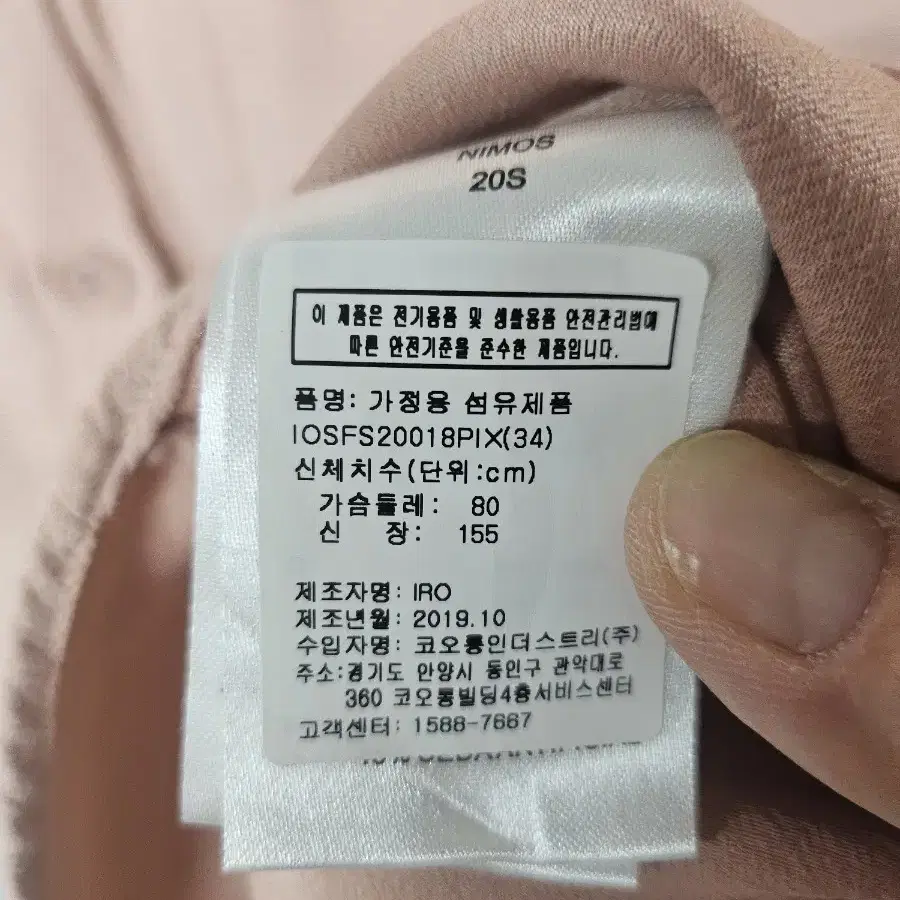 NIMOS
20S
이 제품은 전기용품 및 생활용품 안전관리법에
따른 안전기준을 준수한 제품입니다.
품명: 가정용 섬유제품
IOSFS20018PIX(34)
신체치수(단위:cm)
가슴둘레: 80
신 장: 155
제조자명: IRO
제조년월: 2019.10
수입자명: 코오롱인더스트리(주)
주소:경기도 안양시 동인구 관악대로
360 코오롱빌딩4층서비스센터
고객센터: 1588-7667